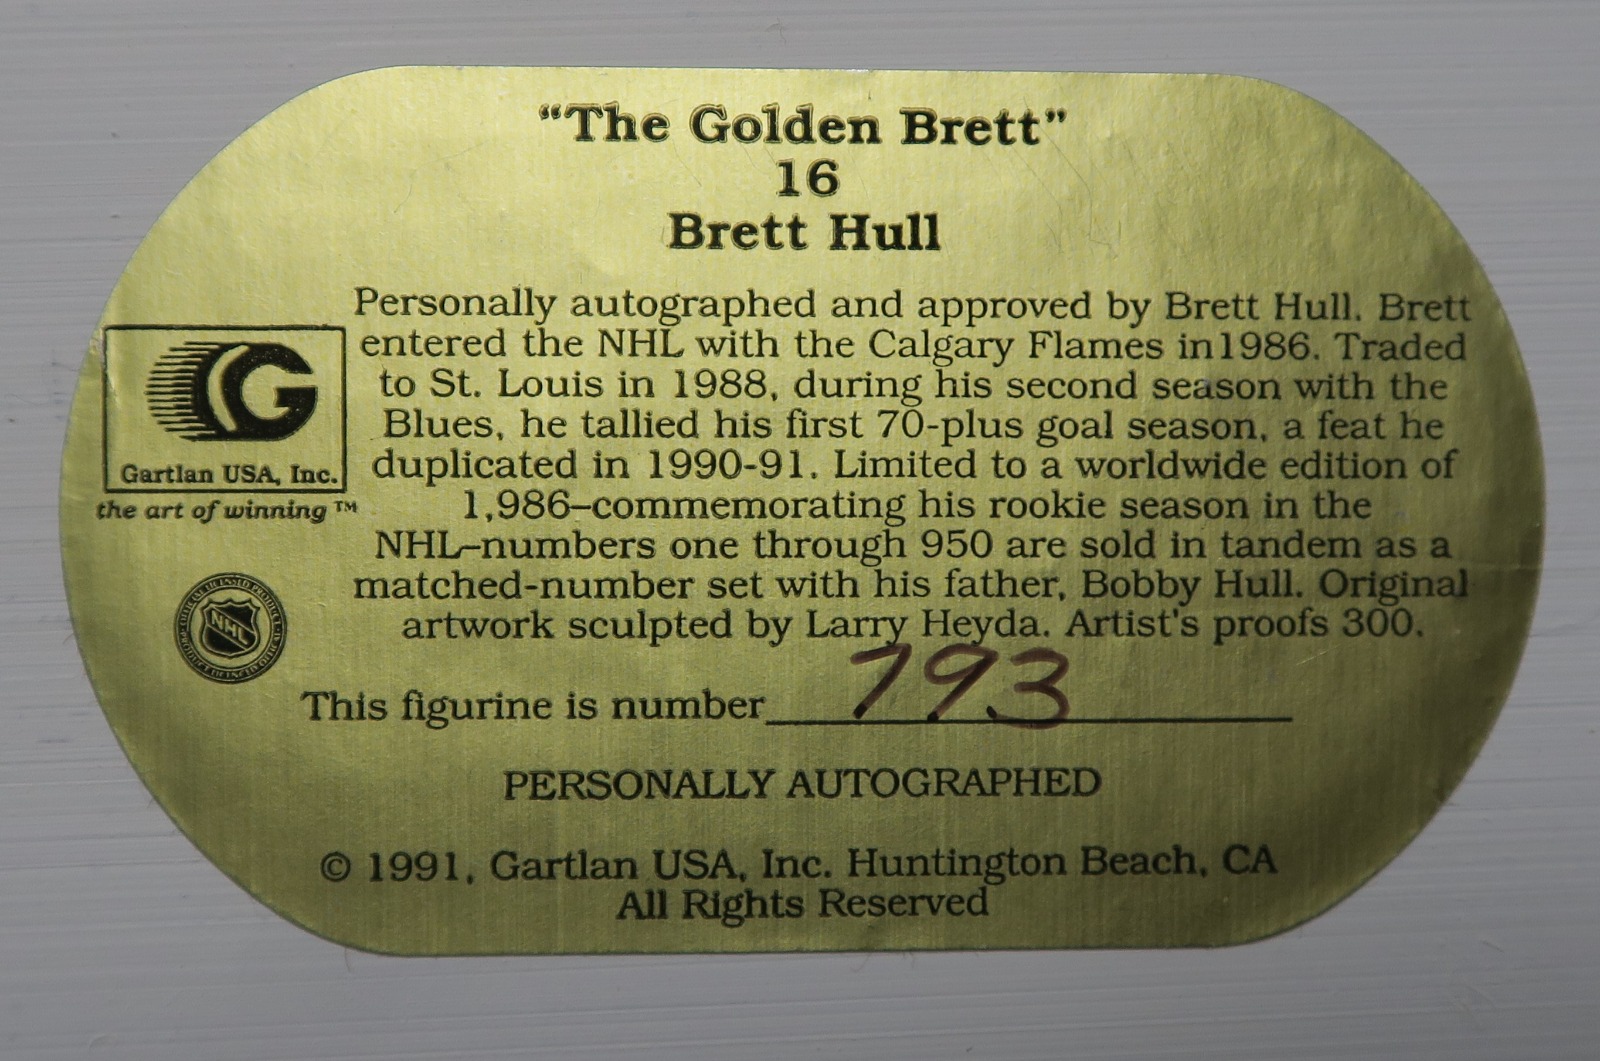 “The Golden Brett”
16
Brett Hull
Personally autographed and approved by Brett Hull. Brett
entered the NHL with the Calgary Flames in1986. Traded
to St. Louis in 1988, during his second season with the
Blues, he tallied his first 70-plus goal season, a feat he
duplicated in 1990-91. Limited to a worldwide edition of
1,986–commemorating his rookie season in the
NHL–numbers one through 950 are sold in tandem as a
matched-number set with his father, Bobby Hull. Original
artwork sculpted by Larry Heyda. Artist's proofs 300.
G
Gartlan USA, Inc.
the art of winning™
NHL
This figurine is number 793
PERSONALLY AUTOGRAPHED
© 1991, Gartlan USA, Inc. Huntington Beach, CA
All Rights Reserved